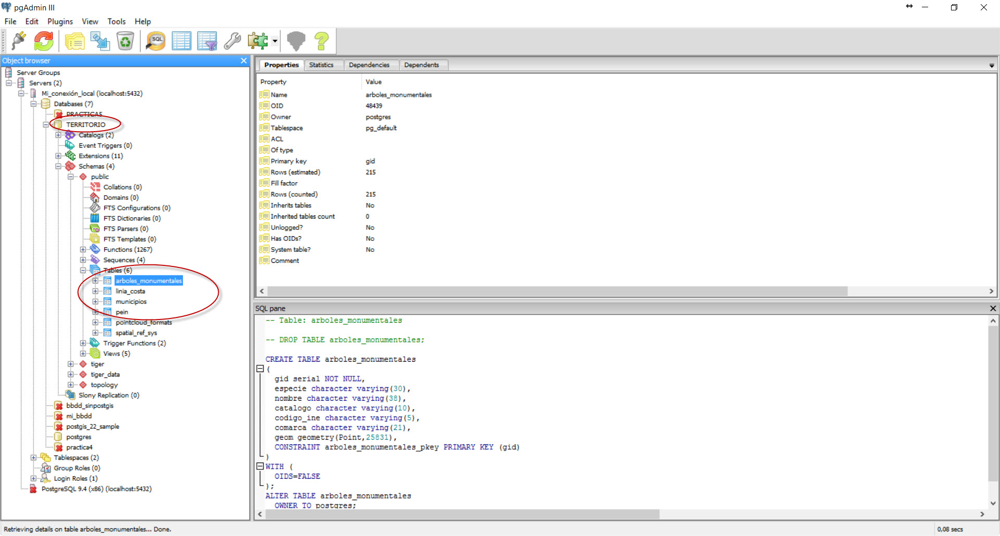 pgAdmin III
File Edit Plugins View Tools Help
SQL
Object browser
Server Groups
Servers (2)
Mi_conexión_local (localhost:5432)
Databases (7)
PRACTICA5
TERRITORIO
Catalogs (2)
Event Triggers (0)
Extensions (11)
Schemas (4)
public
Collations (0)
Domains (0)
FTS Configurations (0)
FTS Dictionaries (0)
FTS Parsers (0)
FTS Templates (0)
Functions (1267)
Sequences (4)
Tables (6)
arboles_monumentales
linia_costa
municipios
pein
pointcloud_formats
spatial_ref_sys
Trigger Functions (2)
Views (5)
tiger
tiger_data
topology
Slony Replication (0)
bbdd_sinpostgis
mi_bbdd
postgis_22_sample
postgres
practica4
Tablespaces (2)
Group Roles (0)
Login Roles (1)
PostgreSQL 9.4 (x86) (localhost:5432)
Properties Statistics Dependencies Dependents
Property Value
Name arboles_monumentales
OID 48439
Owner postgres
Tablespace pg_default
ACL
Of type
Primary key gid
Rows (estimated) 215
Fill factor
Rows (counted) 215
Inherits tables No
Inherited tables count 0
Unlogged? No
Has OIDs? No
System table? No
Comment
SQL pane
-- Table: arboles_monumentales
-- DROP TABLE arboles_monumentales;
CREATE TABLE arboles_monumentales
(
gid serial NOT NULL,
especie character varying(30),
nombre character varying(38),
catalogo character varying(10),
codigo_ine character varying(5),
comarca character varying(21),
geom geometry(Point,25831),
CONSTRAINT arboles_monumentales_pkey PRIMARY KEY (gid)
)
WITH (
OIDS=FALSE
);
ALTER TABLE arboles_monumentales
OWNER TO postgres;
Retrieving details on table arboles_monumentales... Done.
0,08 secs